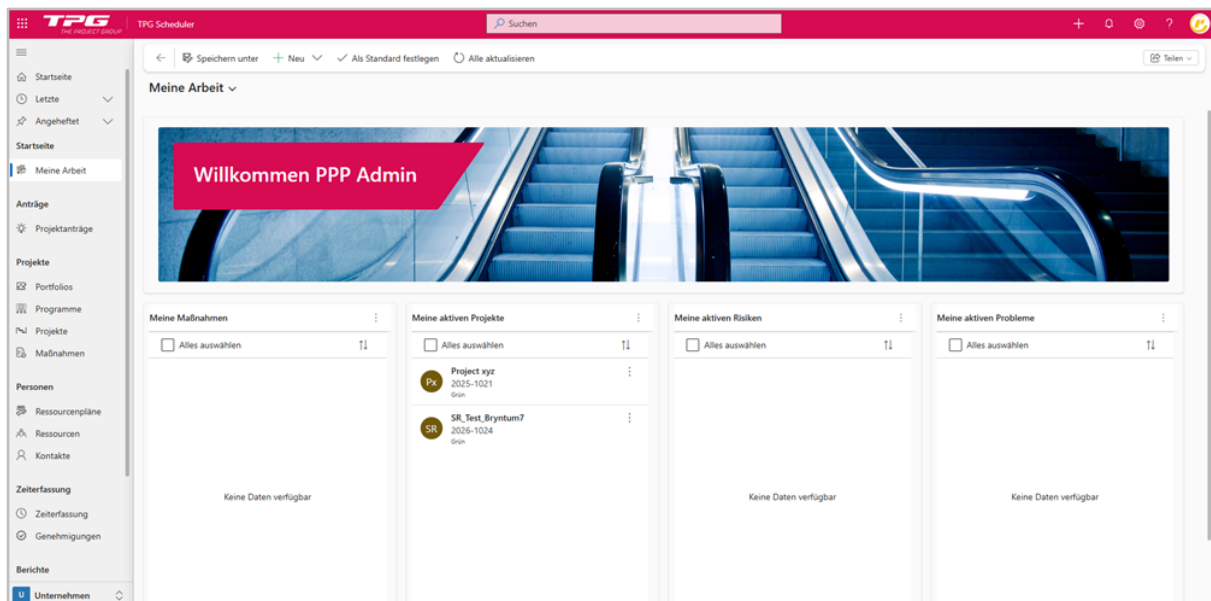 TPG
THE PROJECT GROUP
TPG Scheduler
Suchen
Startseite
Letzte
Angeheftet
Startseite
Meine Arbeit
Anträge
Projektanträge
Projekte
Portfolios
Programme
Projekte
Maßnahmen
Personen
Ressourcenpläne
Ressourcen
Kontakte
Zeiterfassung
Zeiterfassung
Genehmigungen
Berichte
U Unternehmen
Speichern unter Neu Als Standard festlegen Alle aktualisieren Teilen
Meine Arbeit
Willkommen PPP Admin
Meine Maßnahmen
Alles auswählen
Keine Daten verfügbar
Meine aktiven Projekte
Alles auswählen
Px
Project xyz
2025-1021
Grün
SR
SR_Test_Bryntum7
2026-1024
Grün
Meine aktiven Risiken
Alles auswählen
Keine Daten verfügbar
Meine aktiven Probleme
Alles auswählen
Keine Daten verfügbar